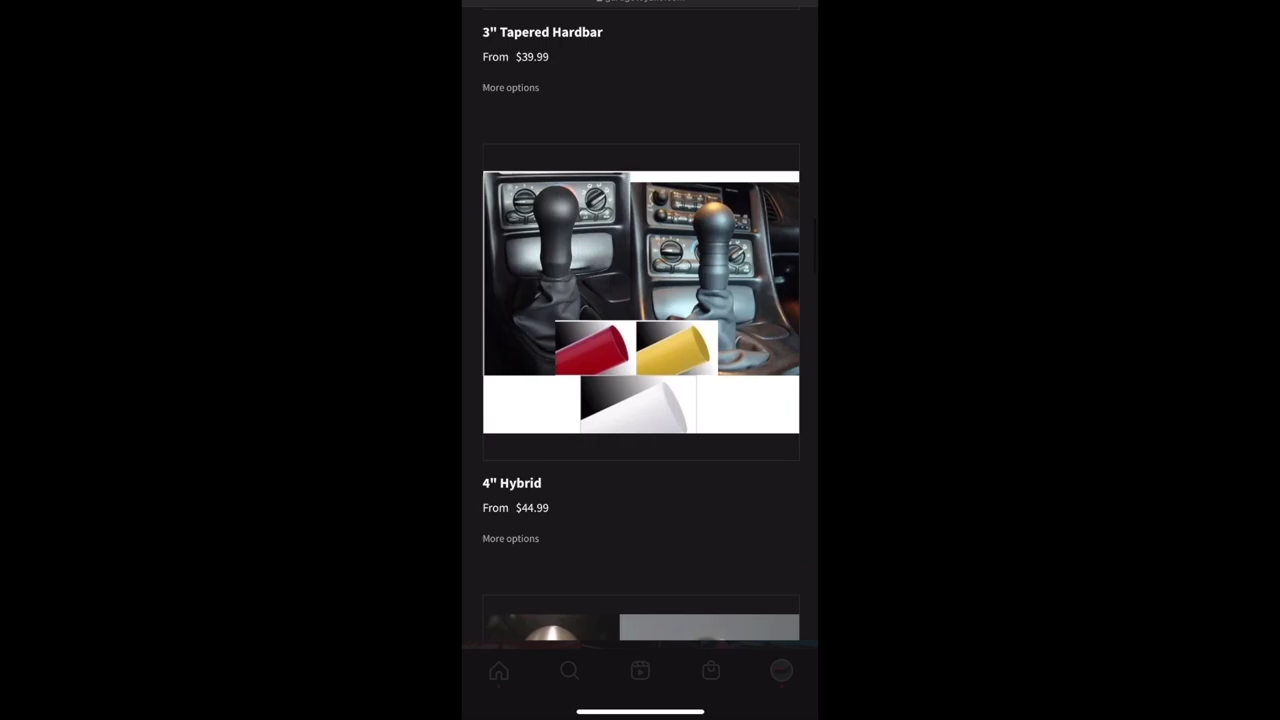 3" Tapered Hardbar
From $39.99
More options
4" Hybrid
From $44.99
More options